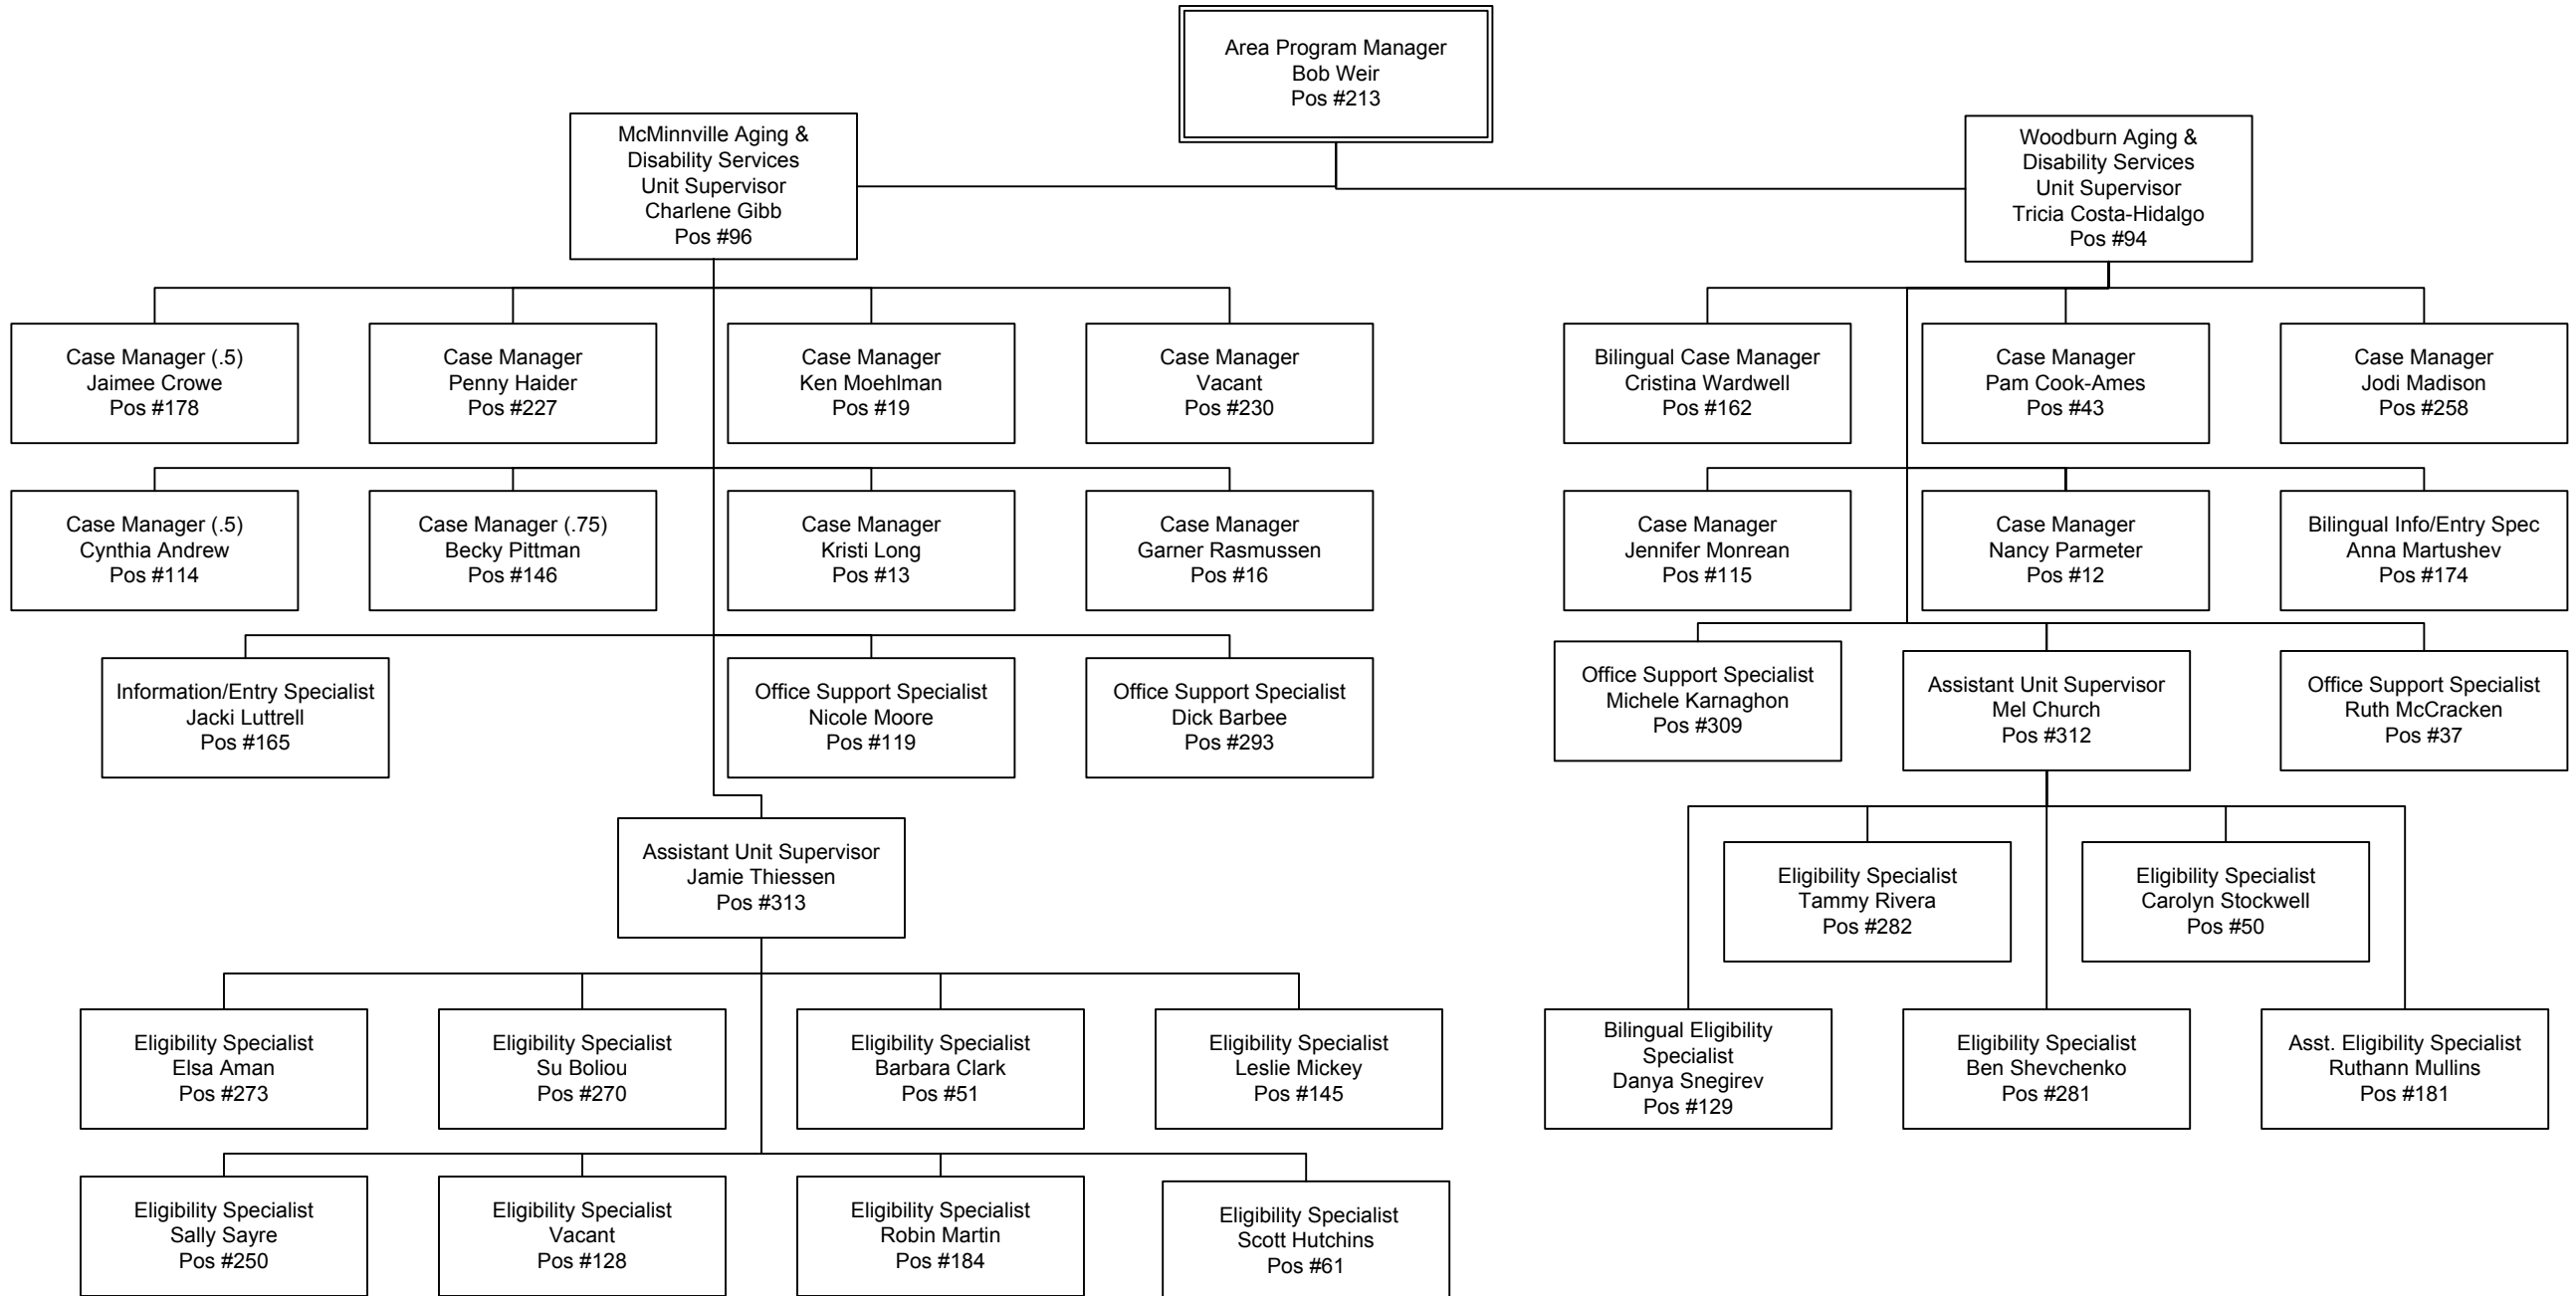 Area Program Manager
Bob Weir
Pos #213
McMinnville Aging &
Disability Services
Unit Supervisor
Charlene Gibb
Pos #96
Woodburn Aging &
Disability Services
Unit Supervisor
Tricia Costa-Hidalgo
Pos #94
Case Manager (.5)
Jaimee Crowe
Pos #178
Case Manager
Penny Haider
Pos #227
Case Manager
Ken Moehlman
Pos #19
Case Manager
Vacant
Pos #230
Bilingual Case Manager
Cristina Wardwell
Pos #162
Case Manager
Pam Cook-Ames
Pos #43
Case Manager
Jodi Madison
Pos #258
Case Manager (.5)
Cynthia Andrew
Pos #114
Case Manager (.75)
Becky Pittman
Pos #146
Case Manager
Kristi Long
Pos #13
Case Manager
Garner Rasmussen
Pos #16
Case Manager
Jennifer Monrean
Pos #115
Case Manager
Nancy Parmeter
Pos #12
Bilingual Info/Entry Spec
Anna Martushev
Pos #174
Information/Entry Specialist
Jacki Luttrell
Pos #165
Office Support Specialist
Nicole Moore
Pos #119
Office Support Specialist
Dick Barbee
Pos #293
Office Support Specialist
Michele Karnaghon
Pos #309
Assistant Unit Supervisor
Mel Church
Pos #312
Office Support Specialist
Ruth McCracken
Pos #37
Assistant Unit Supervisor
Jamie Thiessen
Pos #313
Eligibility Specialist
Tammy Rivera
Pos #282
Eligibility Specialist
Carolyn Stockwell
Pos #50
Eligibility Specialist
Elsa Aman
Pos #273
Eligibility Specialist
Su Boliou
Pos #270
Eligibility Specialist
Barbara Clark
Pos #51
Eligibility Specialist
Leslie Mickey
Pos #145
Bilingual Eligibility
Specialist
Danya Snegirev
Pos #129
Eligibility Specialist
Ben Shevchenko
Pos #281
Asst. Eligibility Specialist
Ruthann Mullins
Pos #181
Eligibility Specialist
Sally Sayre
Pos #250
Eligibility Specialist
Vacant
Pos #128
Eligibility Specialist
Robin Martin
Pos #184
Eligibility Specialist
Scott Hutchins
Pos #61